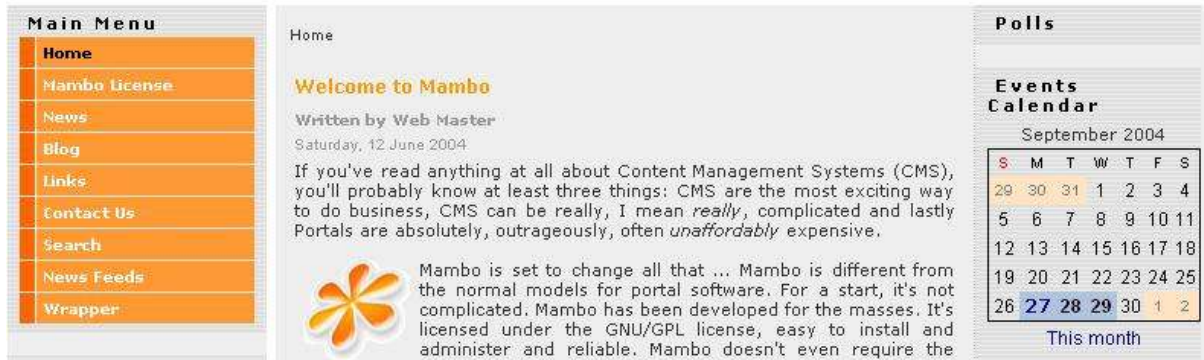 Main Menu
Home
Mambo License
News
Blog
Links
Contact Us
Search
News Feeds
Wrapper
Home
Welcome to Mambo
Written by Web Master
Saturday, 12 June 2004
If you've read anything at all about Content Management Systems (CMS),
you'll probably know at least three things: CMS are the most exciting way
to do business, CMS can be really, I mean really, complicated and lastly
Portals are absolutely, outrageously, often unaffordably expensive.
Mambo is set to change all that ... Mambo is different from
the normal models for portal software. For a start, it's not
complicated. Mambo has been developed for the masses. It's
licensed under the GNU/GPL license, easy to install and
administer and reliable. Mambo doesn't even require the
Polls
Events
Calendar
September 2004
S M T W T F S
29 30 31 1 2 3 4
5 6 7 8 9 10 11
12 13 14 15 16 17 18
19 20 21 22 23 24 25
26 27 28 29 30 1 2
This month